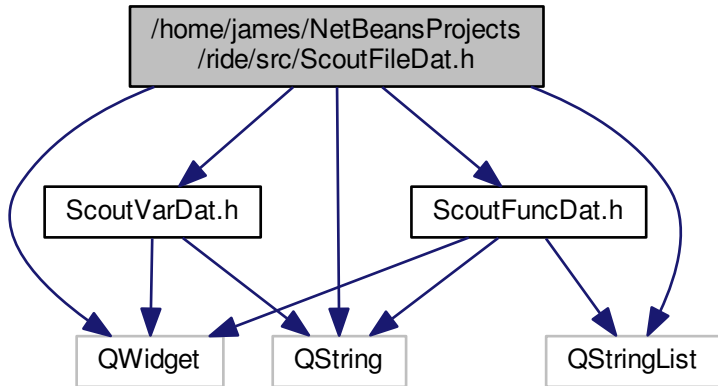 /home/james/NetBeansProjects
/ride/src/ScoutFileDat.h
ScoutVarDat.h
ScoutFuncDat.h
QWidget
QString
QStringList